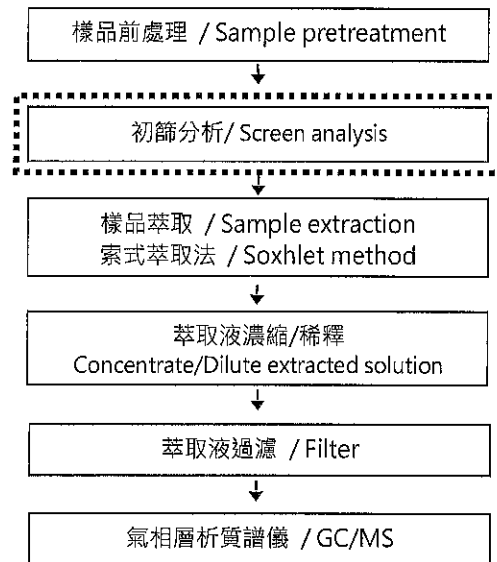 樣品前處理 / Sample pretreatment
初篩分析/ Screen analysis
樣品萃取 / Sample extraction
索式萃取法 / Soxhlet method
萃取液濃縮/稀釋
Concentrate/Dilute extracted solution
萃取液過濾 / Filter
氣相層析質譜儀 / GC/MS